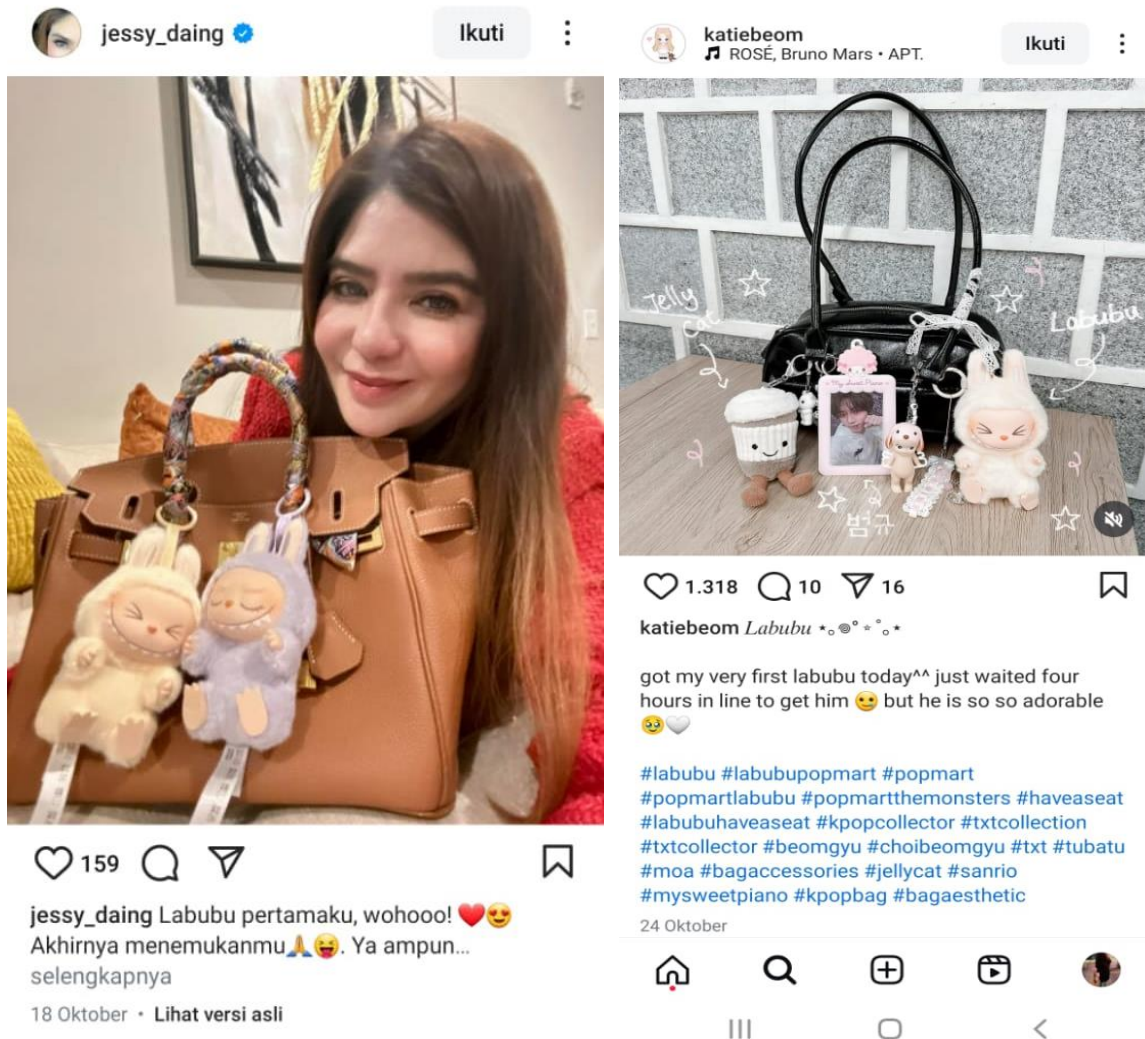 jessy_daing
Ikuti
159
jessy_daing Labubu pertamaku, wohooo! ❤️😍
Akhirnya menemukanmu🙏😝. Ya ampun...
selengkapnya
18 Oktober • Lihat versi asli
katiebeom
ROSÉ, Bruno Mars • APT.
Ikuti
Jelly
Cat
Labubu
My Sweet Piano
범규
1.318 10 16
katiebeom Labubu ⋆｡𖦹°⭒˚｡⋆
got my very first labubu today^^ just waited four
hours in line to get him 🥲 but he is so so adorable
🥹🤍
#labubu #labubupopmart #popmart
#popmartlabubu #popmartthemonsters #haveaseat
#labubuhaveaseat #kpopcollector #txtcollection
#txtcollector #beomgyu #choibeomgyu #txt #tubatu
#moa #bagaccessories #jellycat #sanrio
#mysweetpiano #kpopbag #bagaesthetic
24 Oktober